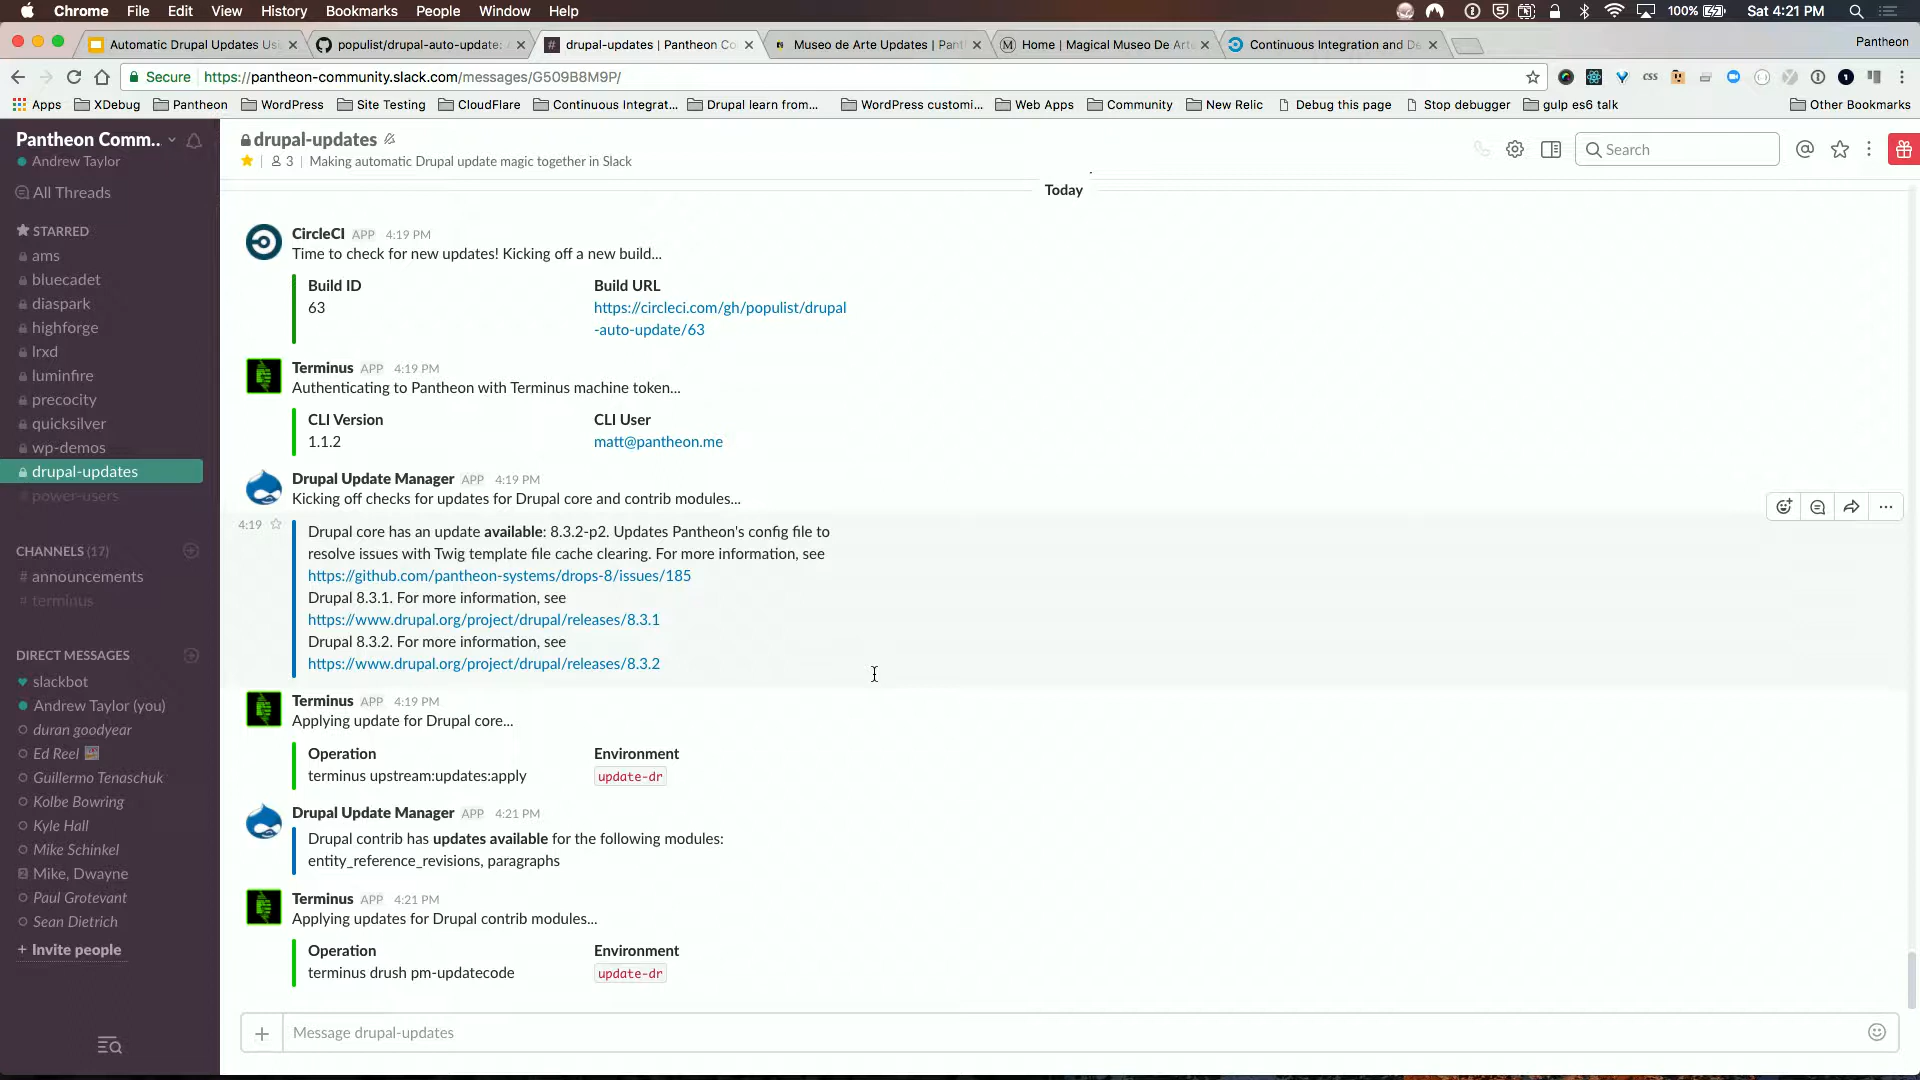 Chrome File Edit View History Bookmarks People Window Help 100% Sat 4:21 PM
Automatic Drupal Updates Us populist/drupal-auto-update: drupal-updates | Pantheon Co Museo de Arte Updates | Pant Home | Magical Museo De Arte Continuous Integration and De Pantheon
Secure https://pantheon-community.slack.com/messages/G509B8M9P/
Apps XDebug Pantheon WordPress Site Testing CloudFlare Continuous Integrat... Drupal learn from... WordPress customi... Web Apps Community New Relic Debug this page Stop debugger gulp es6 talk Other Bookmarks
Pantheon Comm...
Andrew Taylor
All Threads
STARRED
ams
bluecadet
diaspark
highforge
lrxd
luminfire
precocity
quicksilver
wp-demos
drupal-updates
power-users
CHANNELS (17)
# announcements
# terminus
DIRECT MESSAGES
slackbot
Andrew Taylor (you)
duran goodyear
Ed Reel
Guillermo Tenaschuk
Kolbe Bowring
Kyle Hall
Mike Schinkel
2 Mike, Dwayne
Paul Grotevant
Sean Dietrich
+ Invite people
drupal-updates
3 | Making automatic Drupal update magic together in Slack
Search
Today
CircleCI APP 4:19 PM
Time to check for new updates! Kicking off a new build...
Build ID Build URL
63 https://circleci.com/gh/populist/drupal
-auto-update/63
Terminus APP 4:19 PM
Authenticating to Pantheon with Terminus machine token...
CLI Version CLI User
1.1.2 matt@pantheon.me
Drupal Update Manager APP 4:19 PM
Kicking off checks for updates for Drupal core and contrib modules...
4:19 Drupal core has an update available: 8.3.2-p2. Updates Pantheon's config file to
resolve issues with Twig template file cache clearing. For more information, see
https://github.com/pantheon-systems/drops-8/issues/185
Drupal 8.3.1. For more information, see
https://www.drupal.org/project/drupal/releases/8.3.1
Drupal 8.3.2. For more information, see
https://www.drupal.org/project/drupal/releases/8.3.2
Terminus APP 4:19 PM
Applying update for Drupal core...
Operation Environment
terminus upstream:updates:apply update-dr
Drupal Update Manager APP 4:21 PM
Drupal contrib has updates available for the following modules:
entity_reference_revisions, paragraphs
Terminus APP 4:21 PM
Applying updates for Drupal contrib modules...
Operation Environment
terminus drush pm-updatecode update-dr
Message drupal-updates